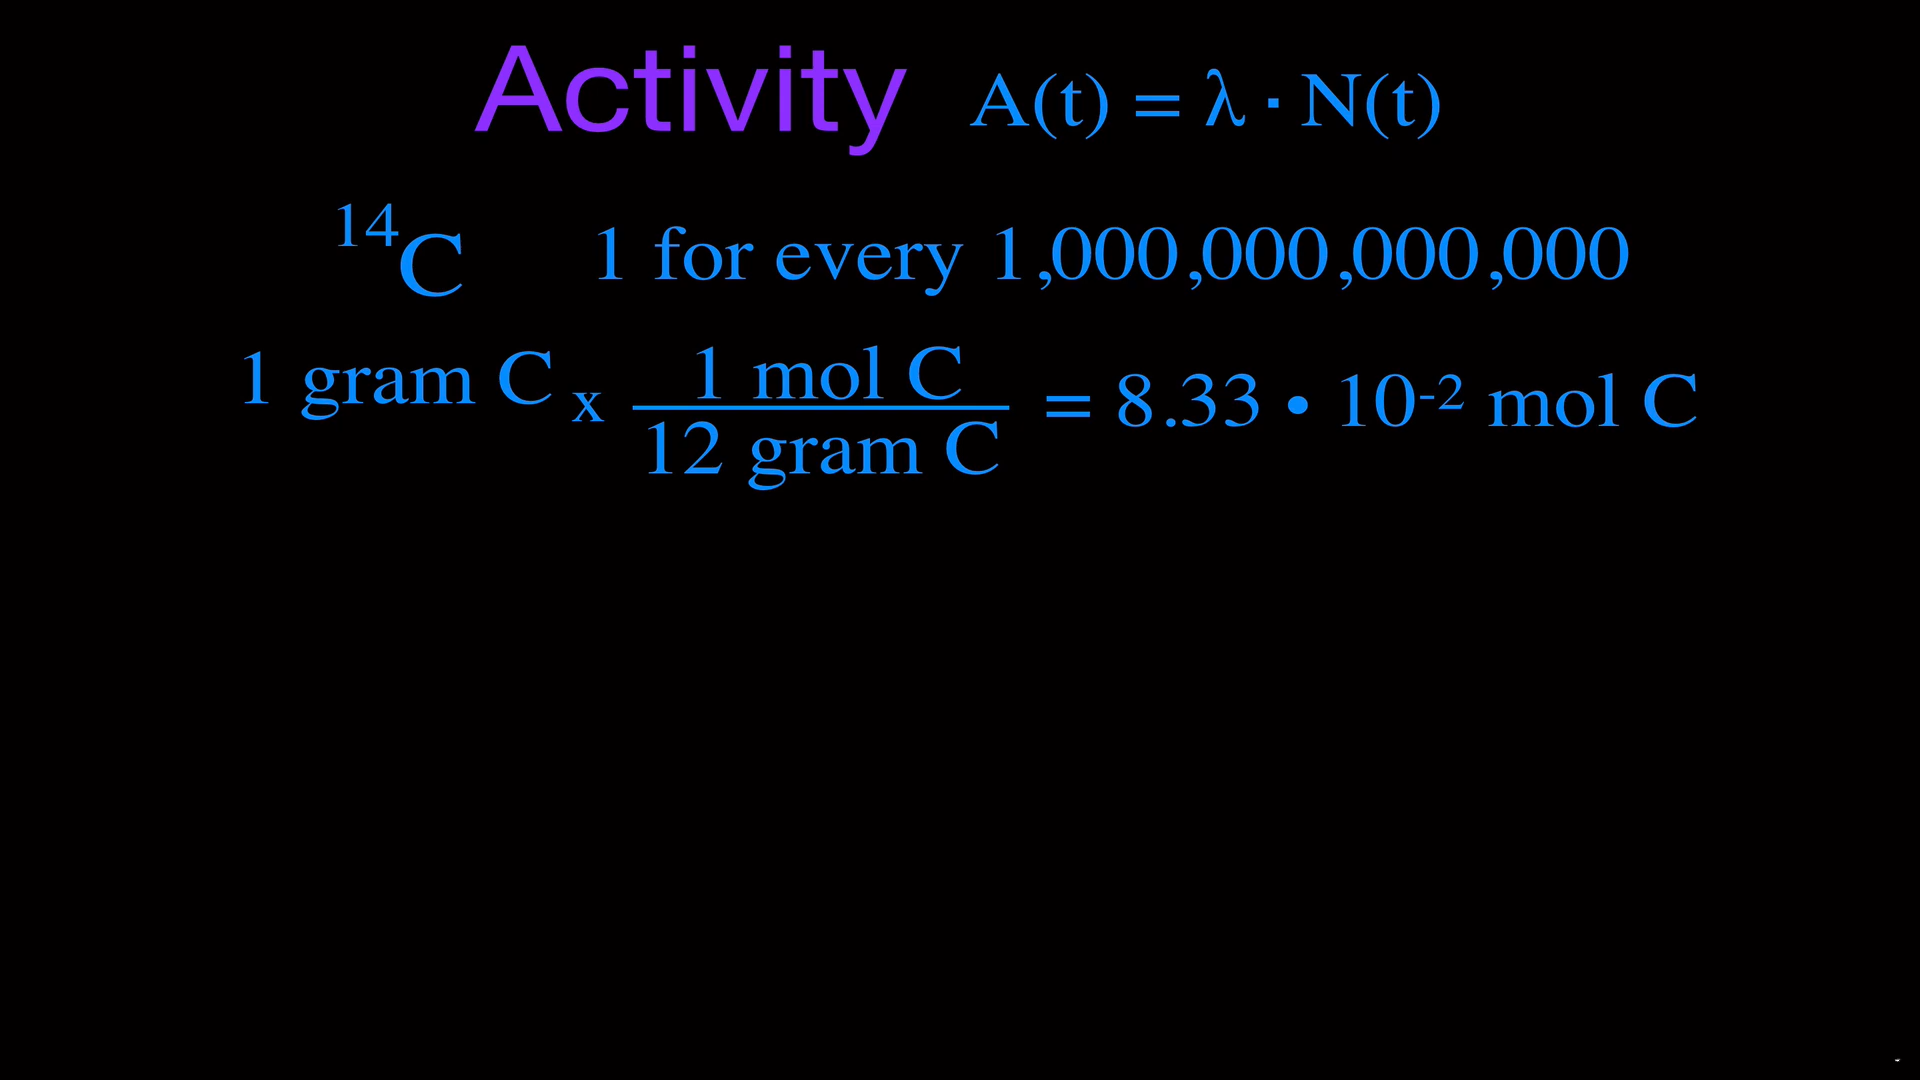 Activity A(t) = λ · N(t)
¹⁴C 1 for every 1,000,000,000,000
1 gram C x 1 mol C / 12 gram C = 8.33 • 10⁻² mol C